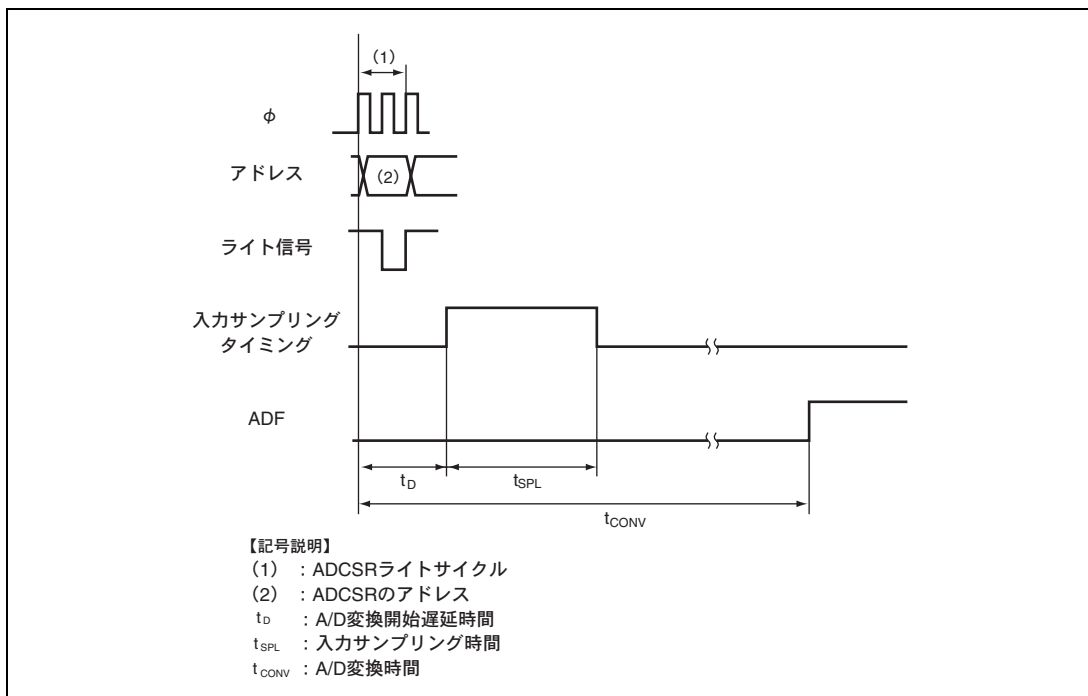 (1)
φ
アドレス
(2)
ライト信号
入力サンプリング
タイミング
ADF
tD
tSPL
tCONV
【記号説明】
(1) : ADCSRライトサイクル
(2) : ADCSRのアドレス
tD : A/D変換開始遅延時間
tSPL : 入力サンプリング時間
tCONV : A/D変換時間